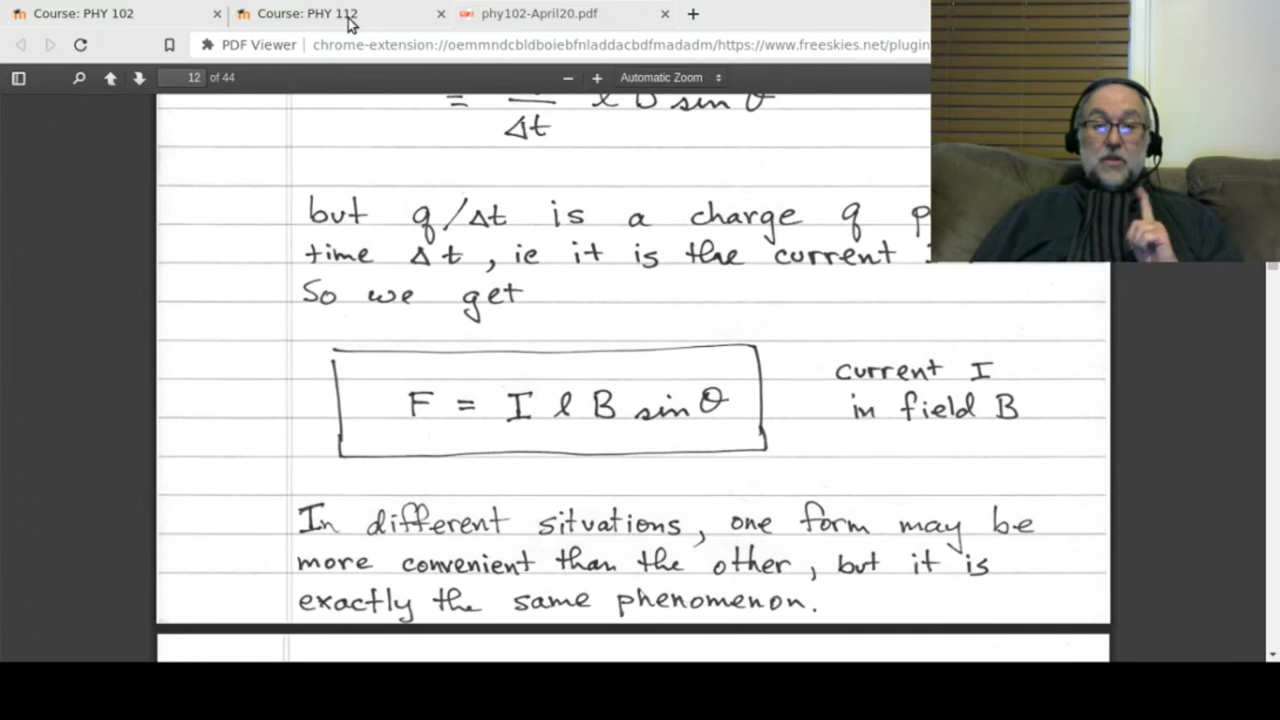 Course: PHY 102
Course: PHY 112
phy102-April20.pdf
PDF Viewer
chrome-extension://oemmndcbldboiebfnladdacbdfmadadm/https://www.freeskies.net/plugin
12 of 44
Automatic Zoom
= Δt ℓ B sin θ
but q/Δt is a charge q
time Δt, ie it is the current
So we get
F = I ℓ B sin θ
current I
in field B
In different situations, one form may be
more convenient than the other, but it is
exactly the same phenomenon.